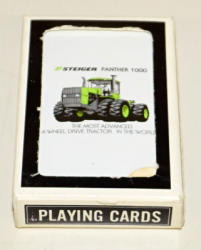 STEIGER PANTHER 1000
THE MOST ADVANCED
4 WHEEL DRIVE TRACTOR IN THE WORLD
PLAYING CARDS